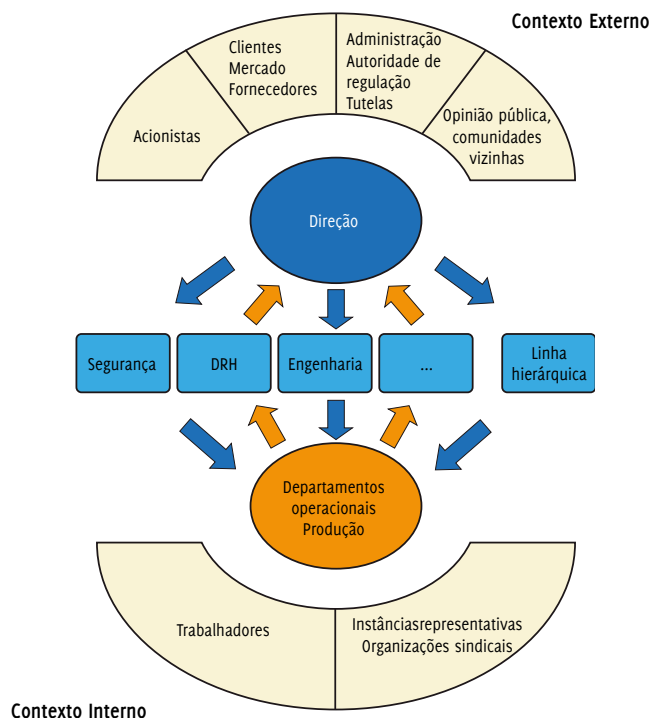 Contexto Externo
Clientes
Mercado
Fornecedores
Administração
Autoridade de
regulação
Tutelas
Acionistas
Opinião pública,
comunidades
vizinhas
Direção
Segurança
DRH
Engenharia
...
Linha
hierárquica
Departamentos
operacionais
Produção
Trabalhadores
Instânciasrepresentativas
Organizações sindicais
Contexto Interno